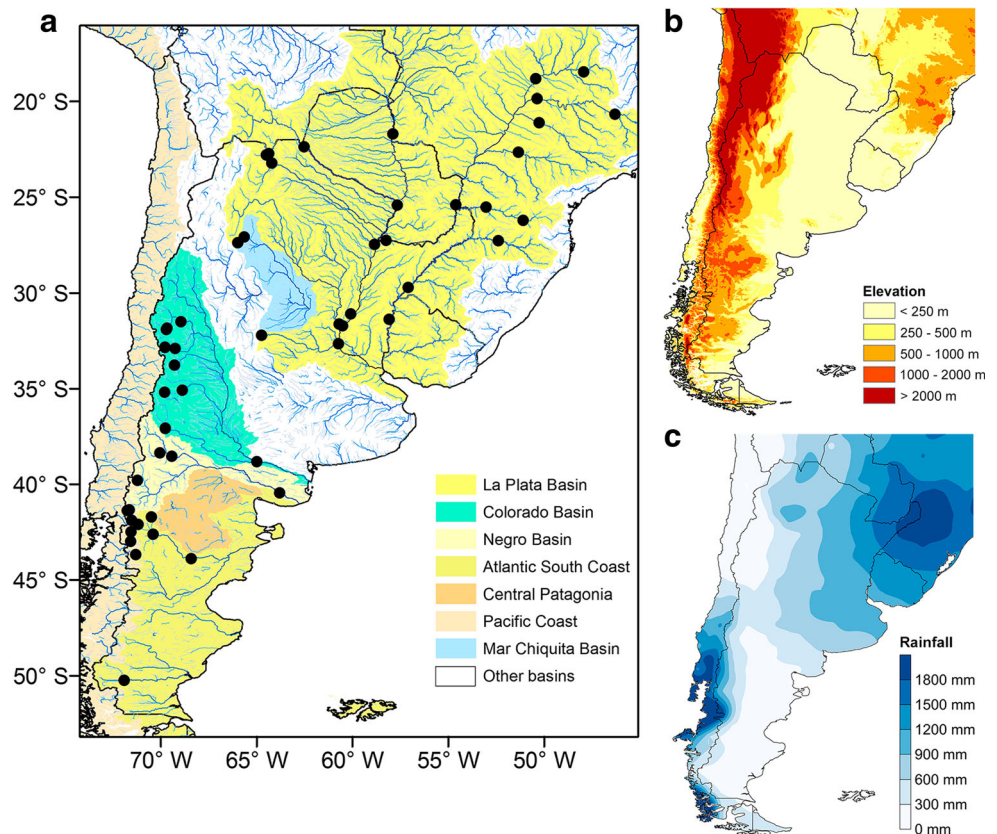 a
20° S
25° S
30° S
35° S
40° S
45° S
50° S
70° W
65° W
60° W
55° W
50° W
La Plata Basin
Colorado Basin
Negro Basin
Atlantic South Coast
Central Patagonia
Pacific Coast
Mar Chiquita Basin
Other basins
b
Elevation
< 250 m
250 - 500 m
500 - 1000 m
1000 - 2000 m
> 2000 m
c
Rainfall
1800 mm
1500 mm
1200 mm
900 mm
600 mm
300 mm
0 mm